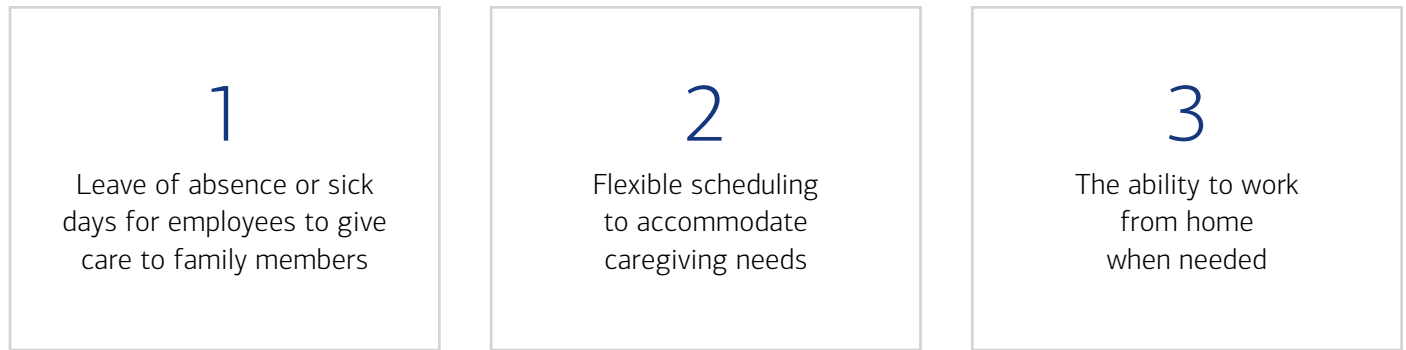 1
Leave of absence or sick
days for employees to give
care to family members
2
Flexible scheduling
to accommodate
caregiving needs
3
The ability to work
from home
when needed